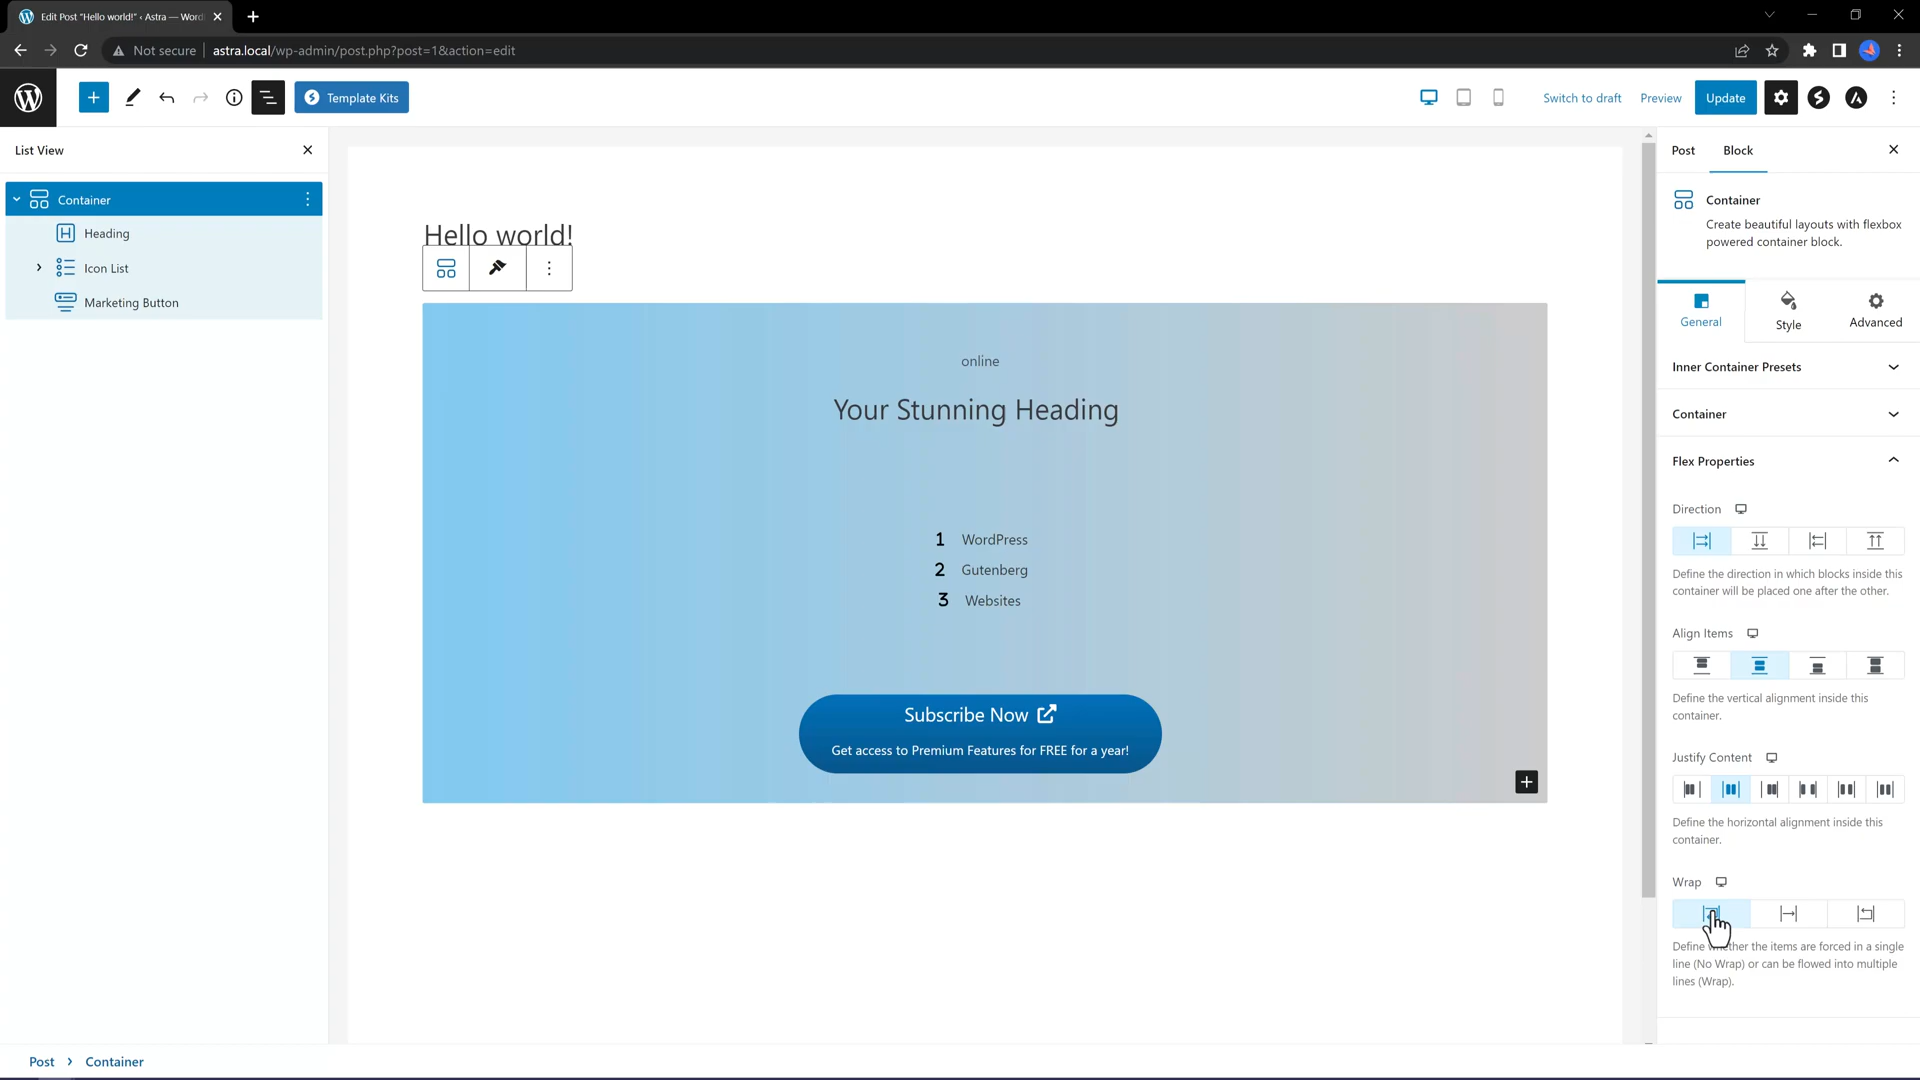 Edit Post "Hello world!" ‹ Astra — Word
Not secure | astra.local/wp-admin/post.php?post=1&action=edit
Template Kits
Switch to draft
Preview
Update
List View
Container
Heading
Icon List
Marketing Button
Hello world!
online
Your Stunning Heading
1 WordPress
2 Gutenberg
3 Websites
Subscribe Now
Get access to Premium Features for FREE for a year!
Post
Block
Container
Create beautiful layouts with flexbox
powered container block.
General
Style
Advanced
Inner Container Presets
Container
Flex Properties
Direction
Define the direction in which blocks inside this
container will be placed one after the other.
Align Items
Define the vertical alignment inside this
container.
Justify Content
Define the horizontal alignment inside this
container.
Wrap
Define whether the items are forced in a single
line (No Wrap) or can be flowed into multiple
lines (Wrap).
Post › Container